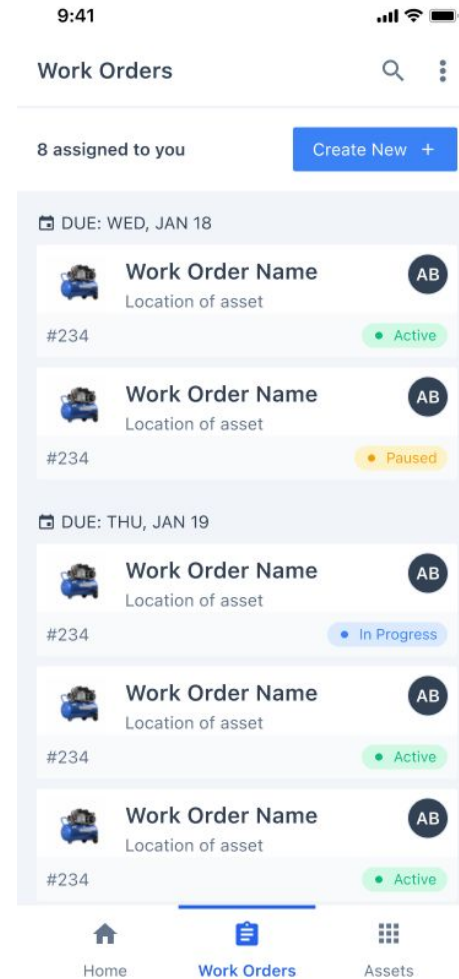 9:41
Work Orders
8 assigned to you
Create New +
DUE: WED, JAN 18
Work Order Name
AB
Location of asset
#234
Active
Work Order Name
AB
Location of asset
#234
Paused
DUE: THU, JAN 19
Work Order Name
AB
Location of asset
#234
In Progress
Work Order Name
AB
Location of asset
#234
Active
Work Order Name
AB
Location of asset
#234
Active
Home
Work Orders
Assets